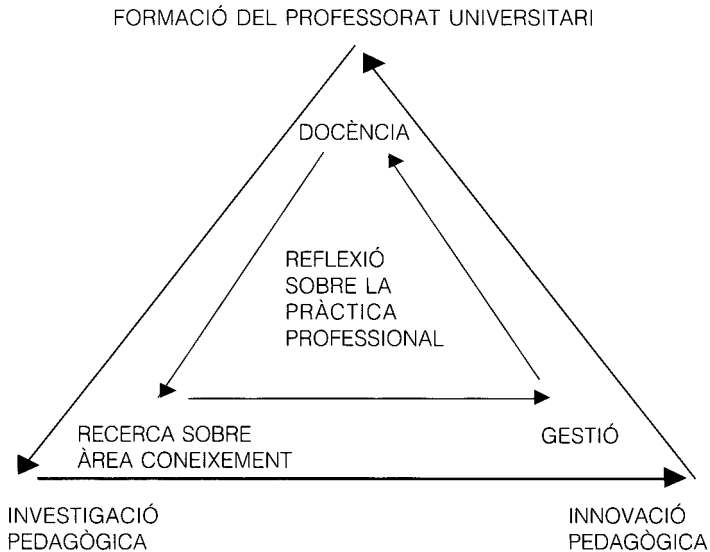 FORMACIÓ DEL PROFESSORAT UNIVERSITARI
DOCÈNCIA
REFLEXIÓ
SOBRE LA
PRÀCTICA
PROFESSIONAL
RECERCA SOBRE
ÀREA CONEIXEMENT
GESTIÓ
INVESTIGACIÓ
PEDAGÒGICA
INNOVACIÓ
PEDAGÒGICA